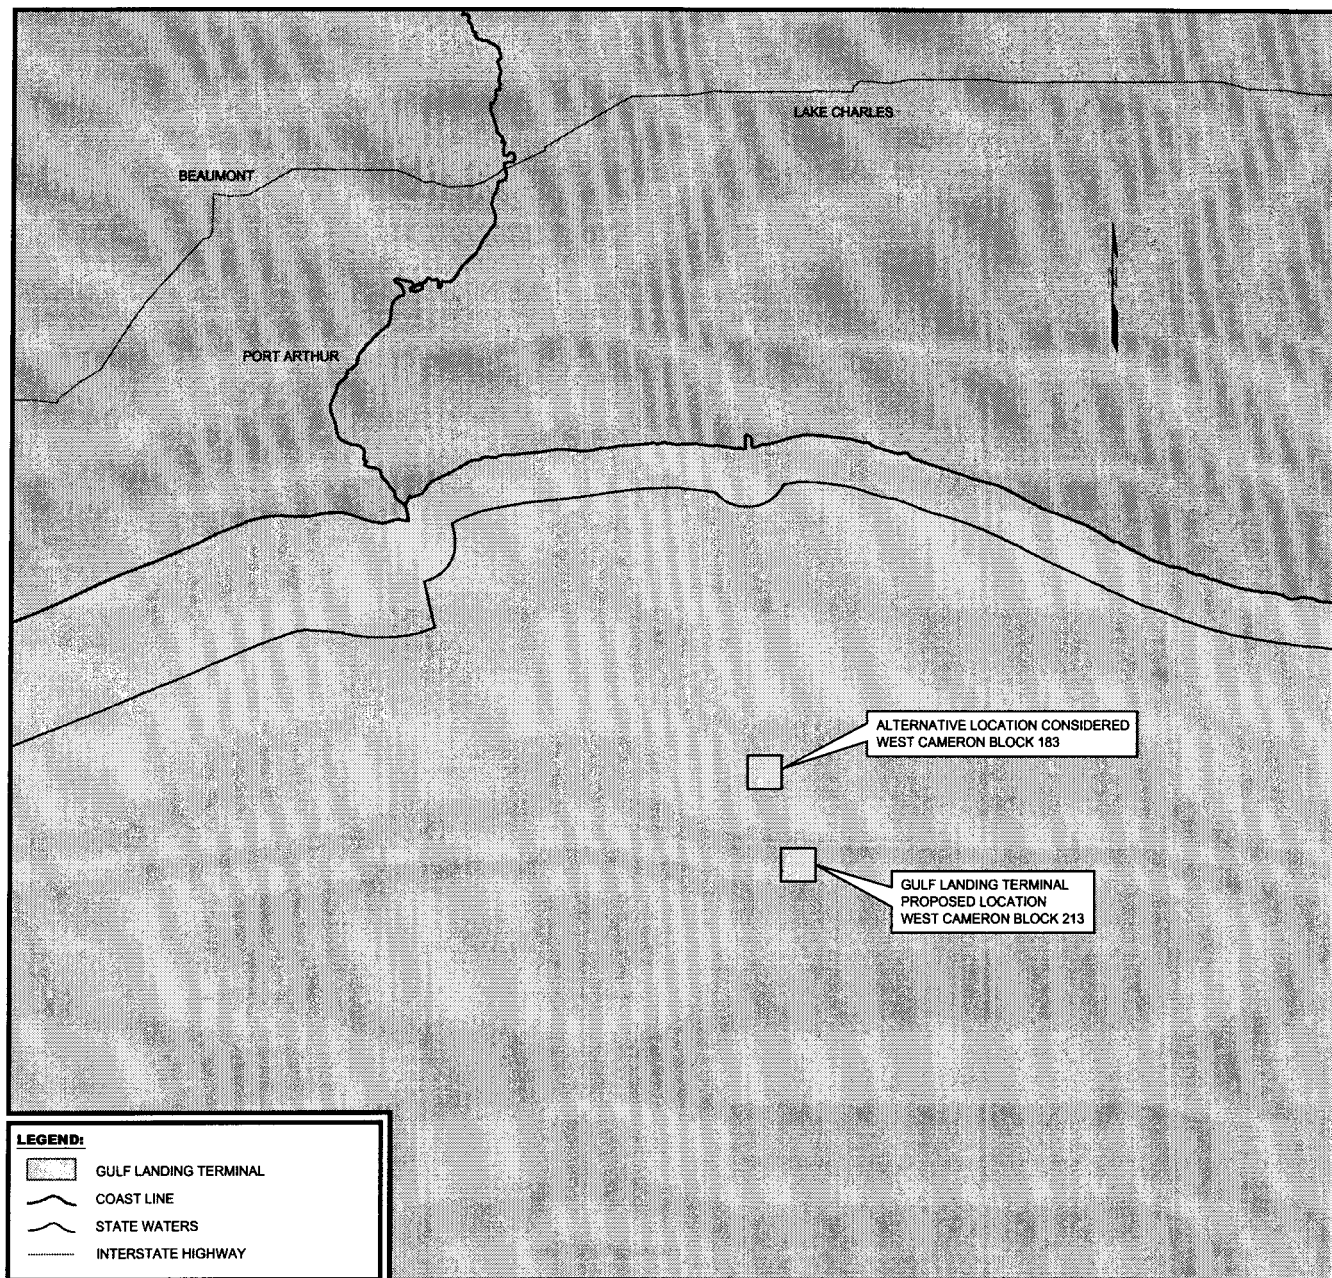 LAKE CHARLES
BEAUMONT
PORT ARTHUR
ALTERNATIVE LOCATION CONSIDERED
WEST CAMERON BLOCK 183
GULF LANDING TERMINAL
PROPOSED LOCATION
WEST CAMERON BLOCK 213
LEGEND:
GULF LANDING TERMINAL
COAST LINE
STATE WATERS
INTERSTATE HIGHWAY